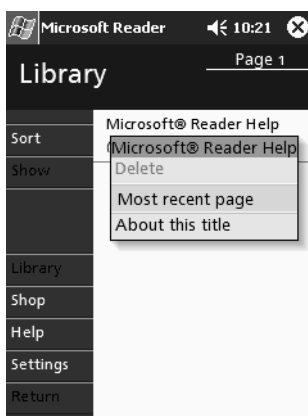 Microsoft Reader 10:21
Library
Page 1
Sort
Show
Library
Shop
Help
Settings
Return
Microsoft® Reader Help
Microsoft® Reader Help
Delete
Most recent page
About this title